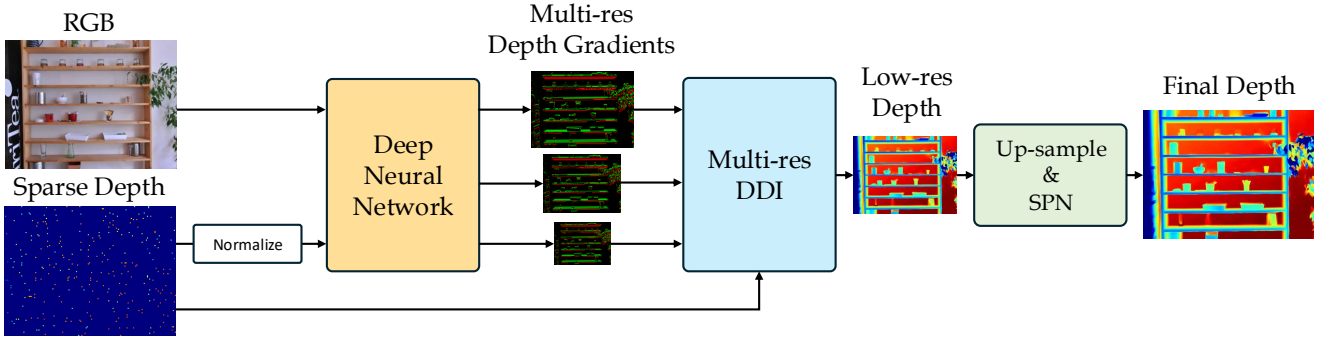 RGB
Sparse Depth
Normalize
Deep
Neural
Network
Multi-res
Depth Gradients
Multi-res
DDI
Low-res
Depth
Up-sample
&
SPN
Final Depth